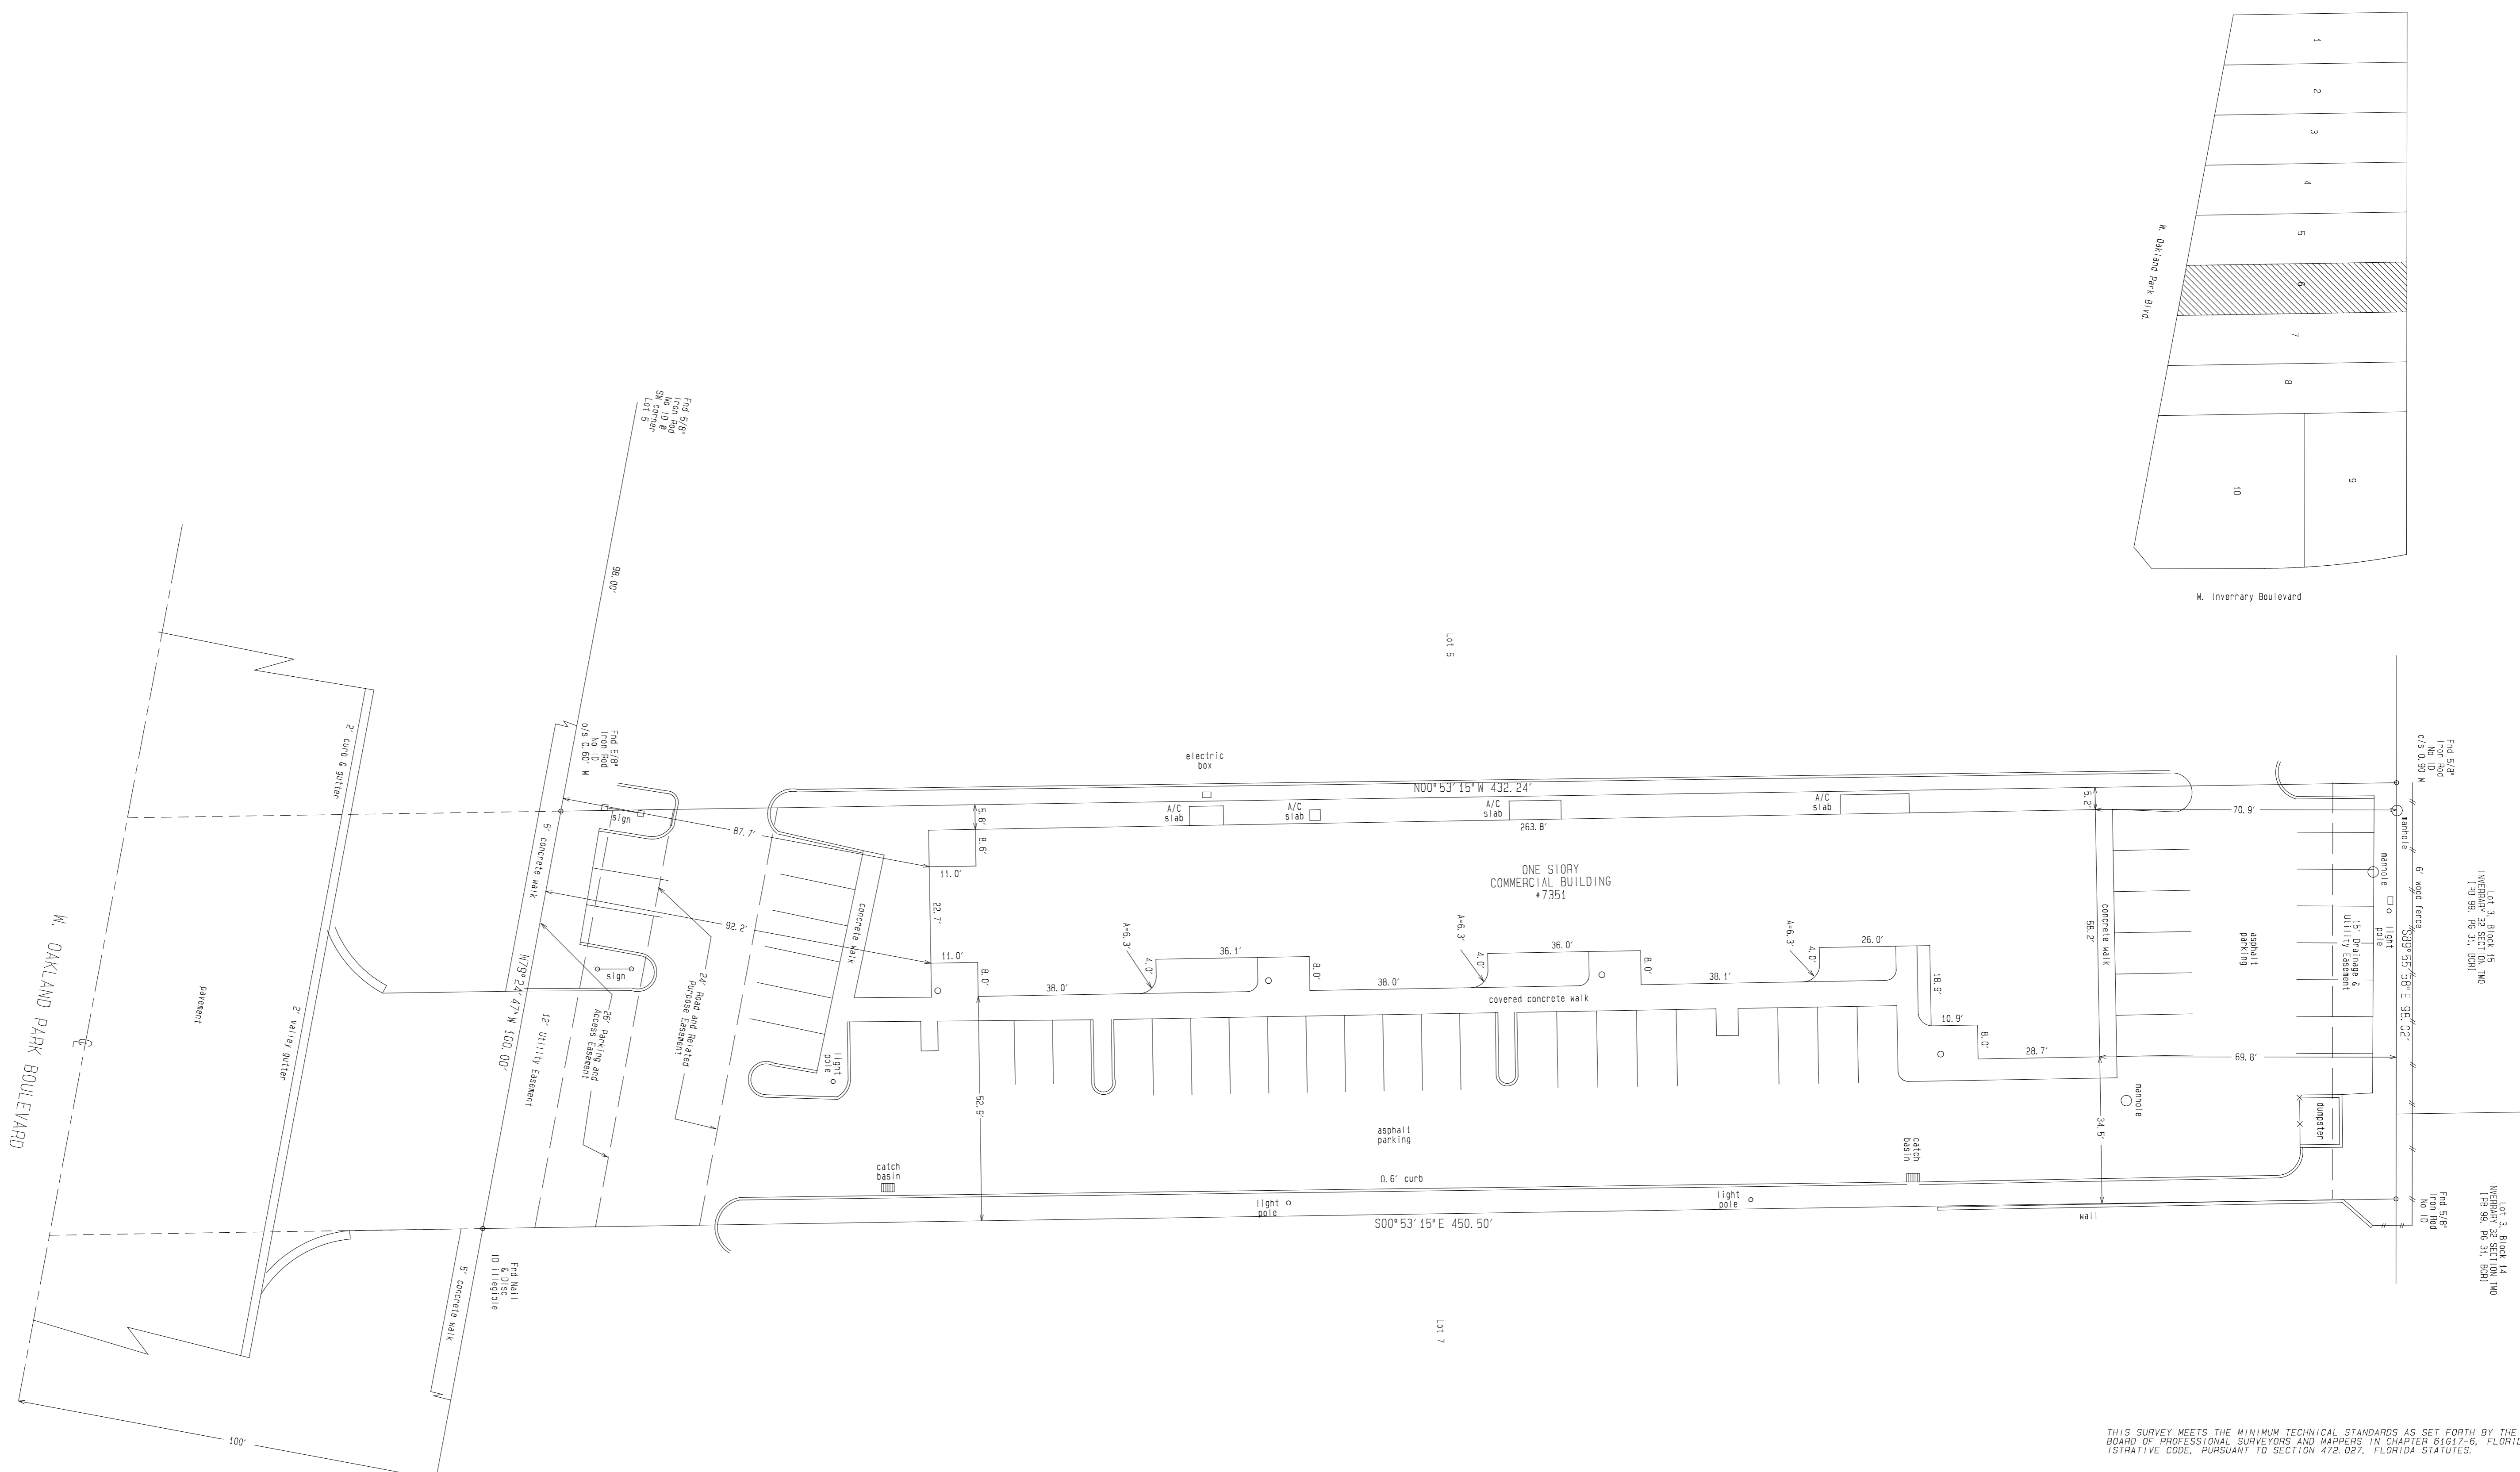 1
2
3
4
5
6
7
8
9
10
W. Oakland Park Blvd.
W. Inverrary Boulevard
Fnd 5/8"
Iron Rod
No ID @
SW corner
Lot 5
98.00'
Lot 5
Fnd 5/8"
Iron Rod
No ID
o/s 0.60' W
2' curb & gutter
5' concrete walk
sign
87.7'
electric
box
N00°53'15"W 432.24'
5.8'
8.6'
11.0'
22.7'
92.2'
11.0'
8.0'
A/C
slab
A/C
slab
A/C
slab
A/C
slab
263.8'
5.2'
70.9'
Fnd 5/8"
Iron Rod
No ID
o/s 0.90 W
manhole
manhole
6' wood fence
light
pole
15' Drainage &
Utility Easement
S89°55'58"E 98.02'
Lot 3, Block 15
INVERRARY 32 SECTION TWO
(PB 99, PG 31, BCR)
ONE STORY
COMMERCIAL BUILDING
#7351
concrete walk
58.2'
asphalt
parking
concrete walk
A=6.3'
4.0'
36.1'
8.0'
38.0'
A=6.3'
4.0'
36.0'
8.0'
38.0'
A=6.3'
4.0'
26.0'
38.1'
18.9'
10.9'
8.0'
28.7'
69.8'
covered concrete walk
sign
N79°24'47"W 100.00'
12' Utility Easement
26' Parking and
Access Easement
24' Road and Related
Purpose Easement
light
pole
52.9'
34.5'
manhole
dumpster
asphalt
parking
catch
basin
catch
basin
0.6' curb
light
pole
light
pole
wall
S00°53'15"E 450.50'
Fnd 5/8"
Iron Rod
No ID
Lot 3, Block 14
INVERRARY 32 SECTION TWO
(PB 99, PG 31, BCR)
W. OAKLAND PARK BOULEVARD
CL
pavement
2' valley gutter
Fnd Nail
& Disc
ID illegible
5' concrete walk
Lot 7
100'
THIS SURVEY MEETS THE MINIMUM TECHNICAL STANDARDS AS SET FORTH BY THE
BOARD OF PROFESSIONAL SURVEYORS AND MAPPERS IN CHAPTER 61G17-6, FLORID
ISTRATIVE CODE, PURSUANT TO SECTION 472.027, FLORIDA STATUTES.